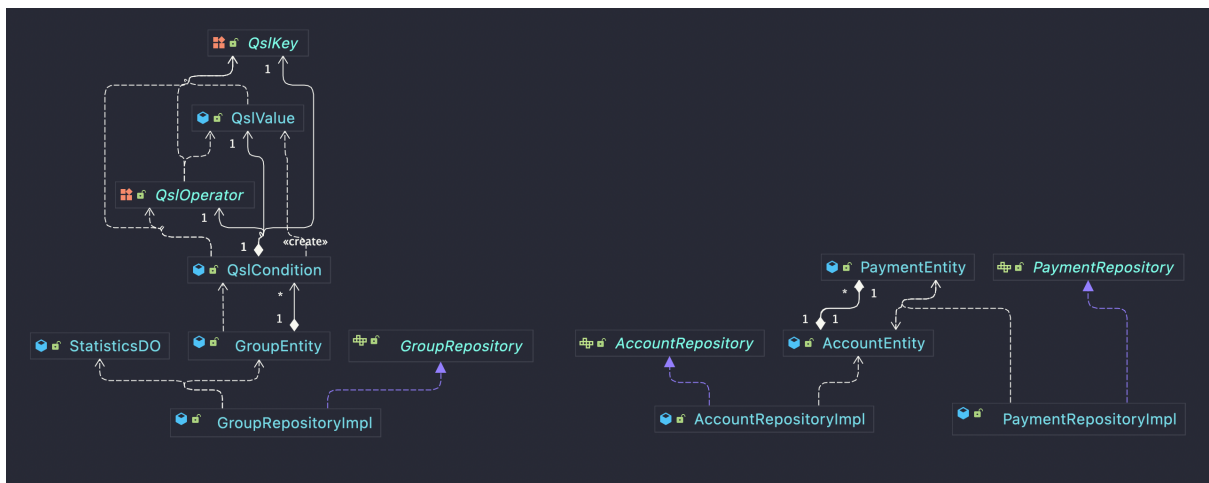 QslKey
1
QslValue
1
QslOperator
1
1
«create»
QslCondition
PaymentEntity
PaymentRepository
*
*
1
1
1
1
StatisticsDO
GroupEntity
GroupRepository
AccountRepository
AccountEntity
GroupRepositoryImpl
AccountRepositoryImpl
PaymentRepositoryImpl